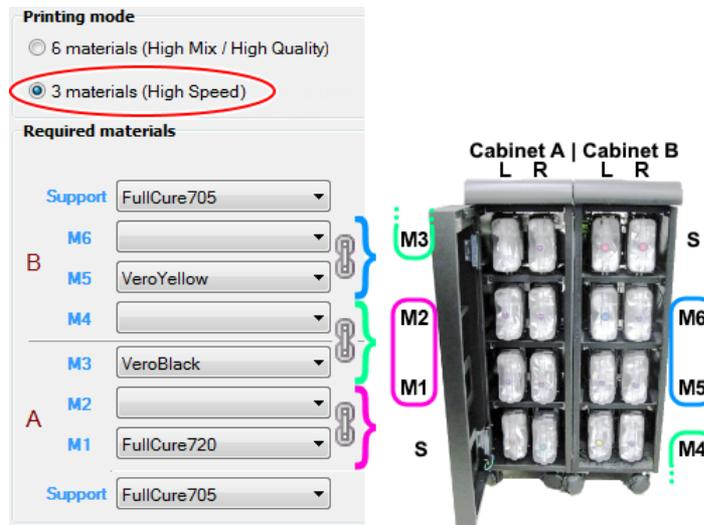 Printing mode
6 materials (High Mix / High Quality)
3 materials (High Speed)
Required materials
Support FullCure705
B
M6
M5 VeroYellow
M4
M3 VeroBlack
A
M2
M1 FullCure720
Support FullCure705
Cabinet A | Cabinet B
L R L R
M3 S
M2 M6
M1 M5
S M4